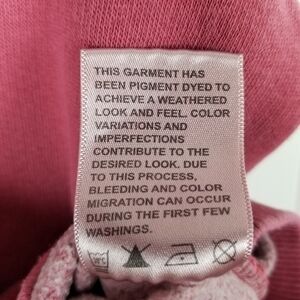 THIS GARMENT HAS
BEEN PIGMENT DYED TO
ACHIEVE A WEATHERED
LOOK AND FEEL. COLOR
VARIATIONS AND
IMPERFECTIONS
CONTRIBUTE TO THE
DESIRED LOOK. DUE
TO THIS PROCESS,
BLEEDING AND COLOR
MIGRATION CAN OCCUR
DURING THE FIRST FEW
WASHINGS.